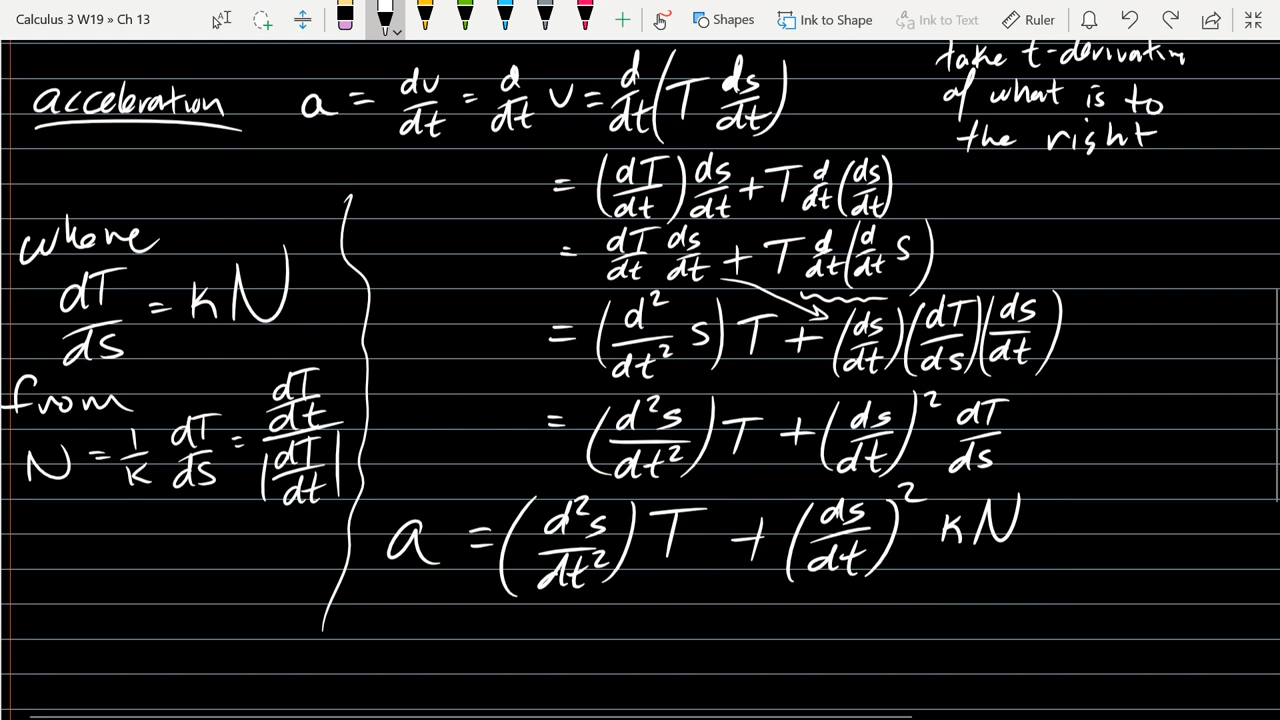 Calculus 3 W19 » Ch 13
Shapes
Ink to Shape
Ink to Text
Ruler
take t-derivative
of what is to
the right
acceleration a = dv/dt = d/dt v = d/dt (T ds/dt)
= (dT/dt) ds/dt + T d/dt (ds/dt)
= dT/dt ds/dt + T d/dt (d/dt s)
= (d²/dt² s) T + (ds/dt)(dT/ds)(ds/dt)
= (d²s/dt²) T + (ds/dt)² dT/ds
a = (d²s/dt²) T + (ds/dt)² κN
where
dT/ds = κN
from
N = 1/κ dT/ds = (dT/dt)/|dT/dt|